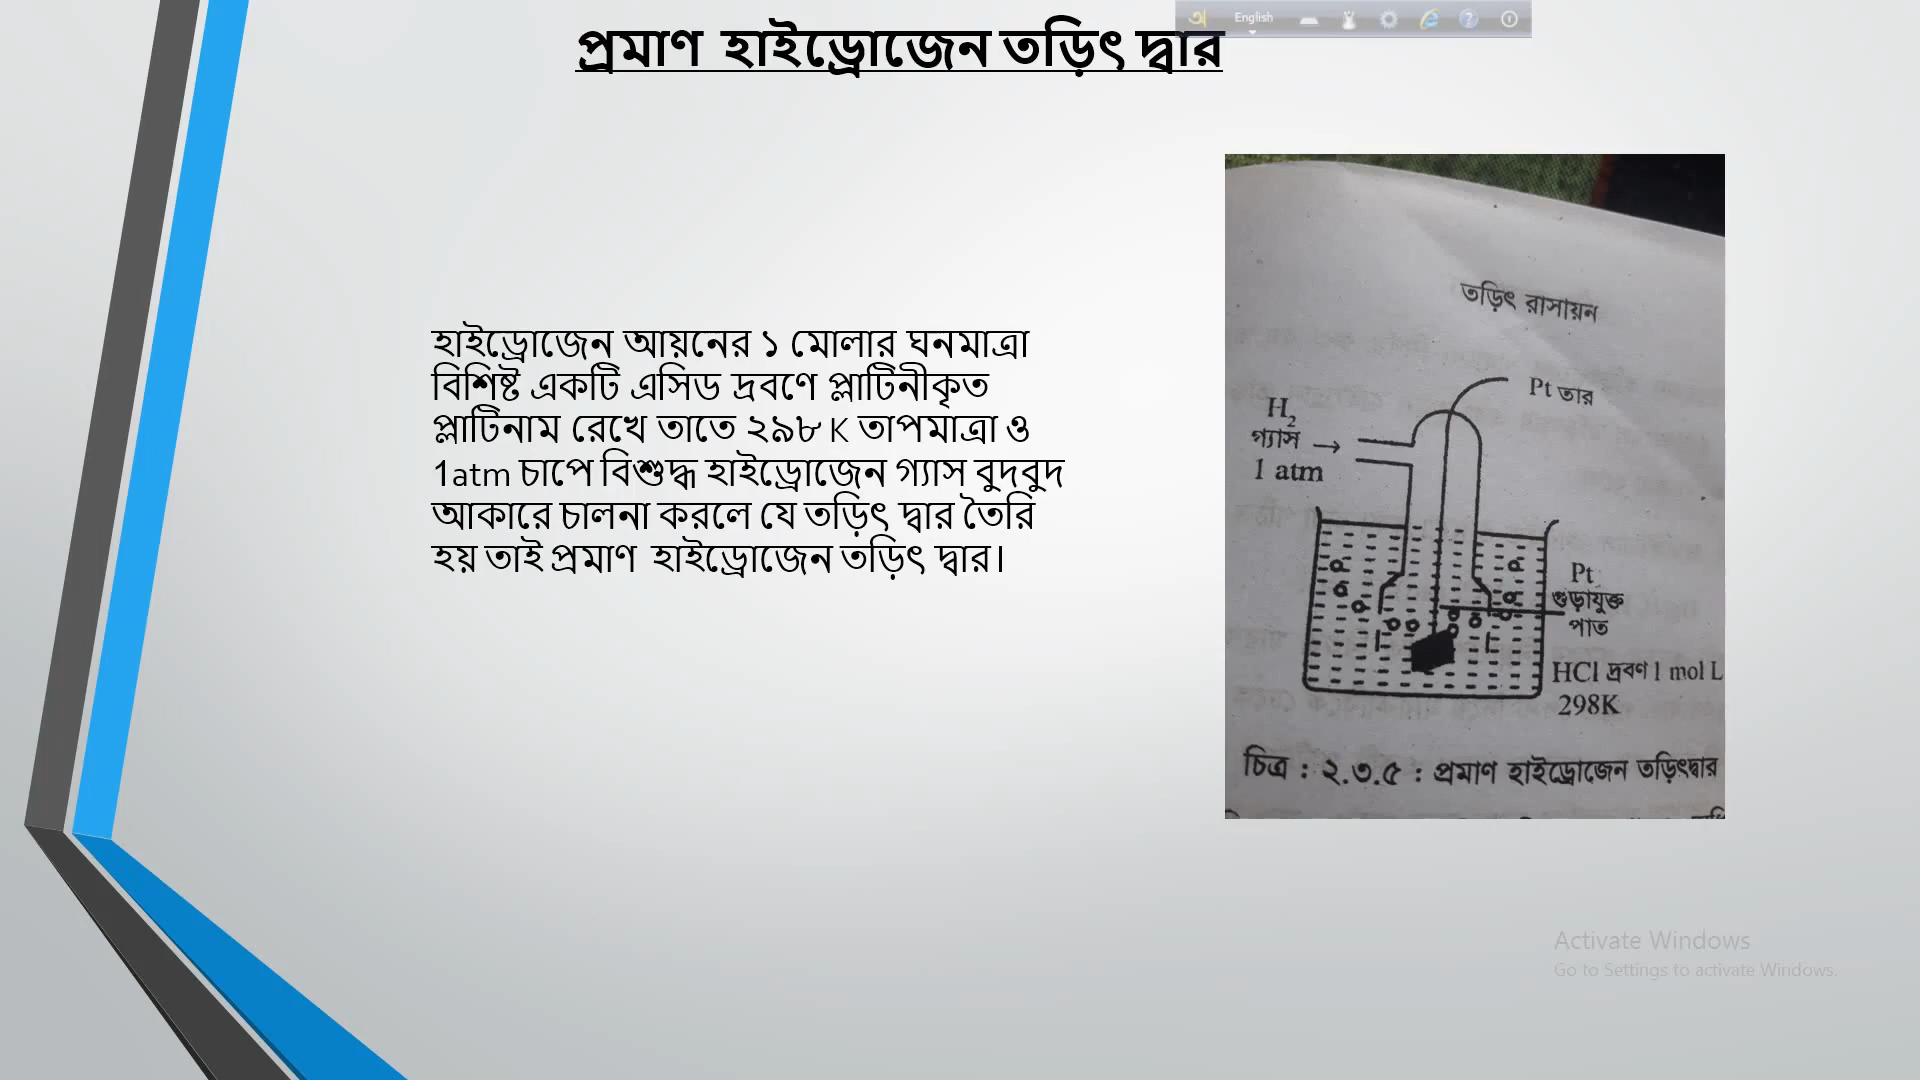 প্রমাণ হাইড্রোজেন তড়িৎ দ্বার
English
হাইড্রোজেন আয়নের ১ মোলার ঘনমাত্রা
বিশিষ্ট একটি এসিড দ্রবণে প্লাটিনীকৃত
প্লাটিনাম রেখে তাতে ২৯৮ K তাপমাত্রা ও
1atm চাপে বিশুদ্ধ হাইড্রোজেন গ্যাস বুদবুদ
আকারে চালনা করলে যে তড়িৎ দ্বার তৈরি
হয় তাই প্রমাণ হাইড্রোজেন তড়িৎ দ্বার।
তড়িৎ রাসায়ন
Pt তার
H₂
গ্যাস →
1 atm
Pt
গুড়াযুক্ত
পাত
HCl দ্রবণ 1 mol L
298K
চিত্র : ২.৩.৫ : প্রমাণ হাইড্রোজেন তড়িৎদ্বার
Activate Windows
Go to Settings to activate Windows.